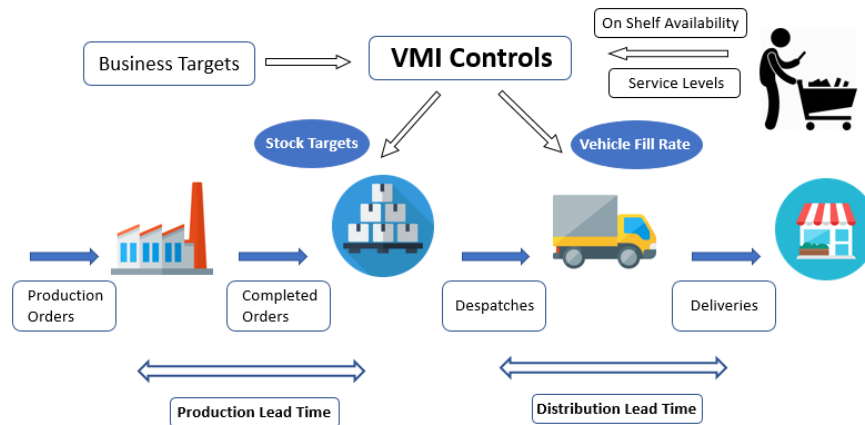 On Shelf Availability
Business Targets
VMI Controls
Service Levels
Stock Targets
Vehicle Fill Rate
Production
Orders
Completed
Orders
Despatches
Deliveries
Production Lead Time
Distribution Lead Time